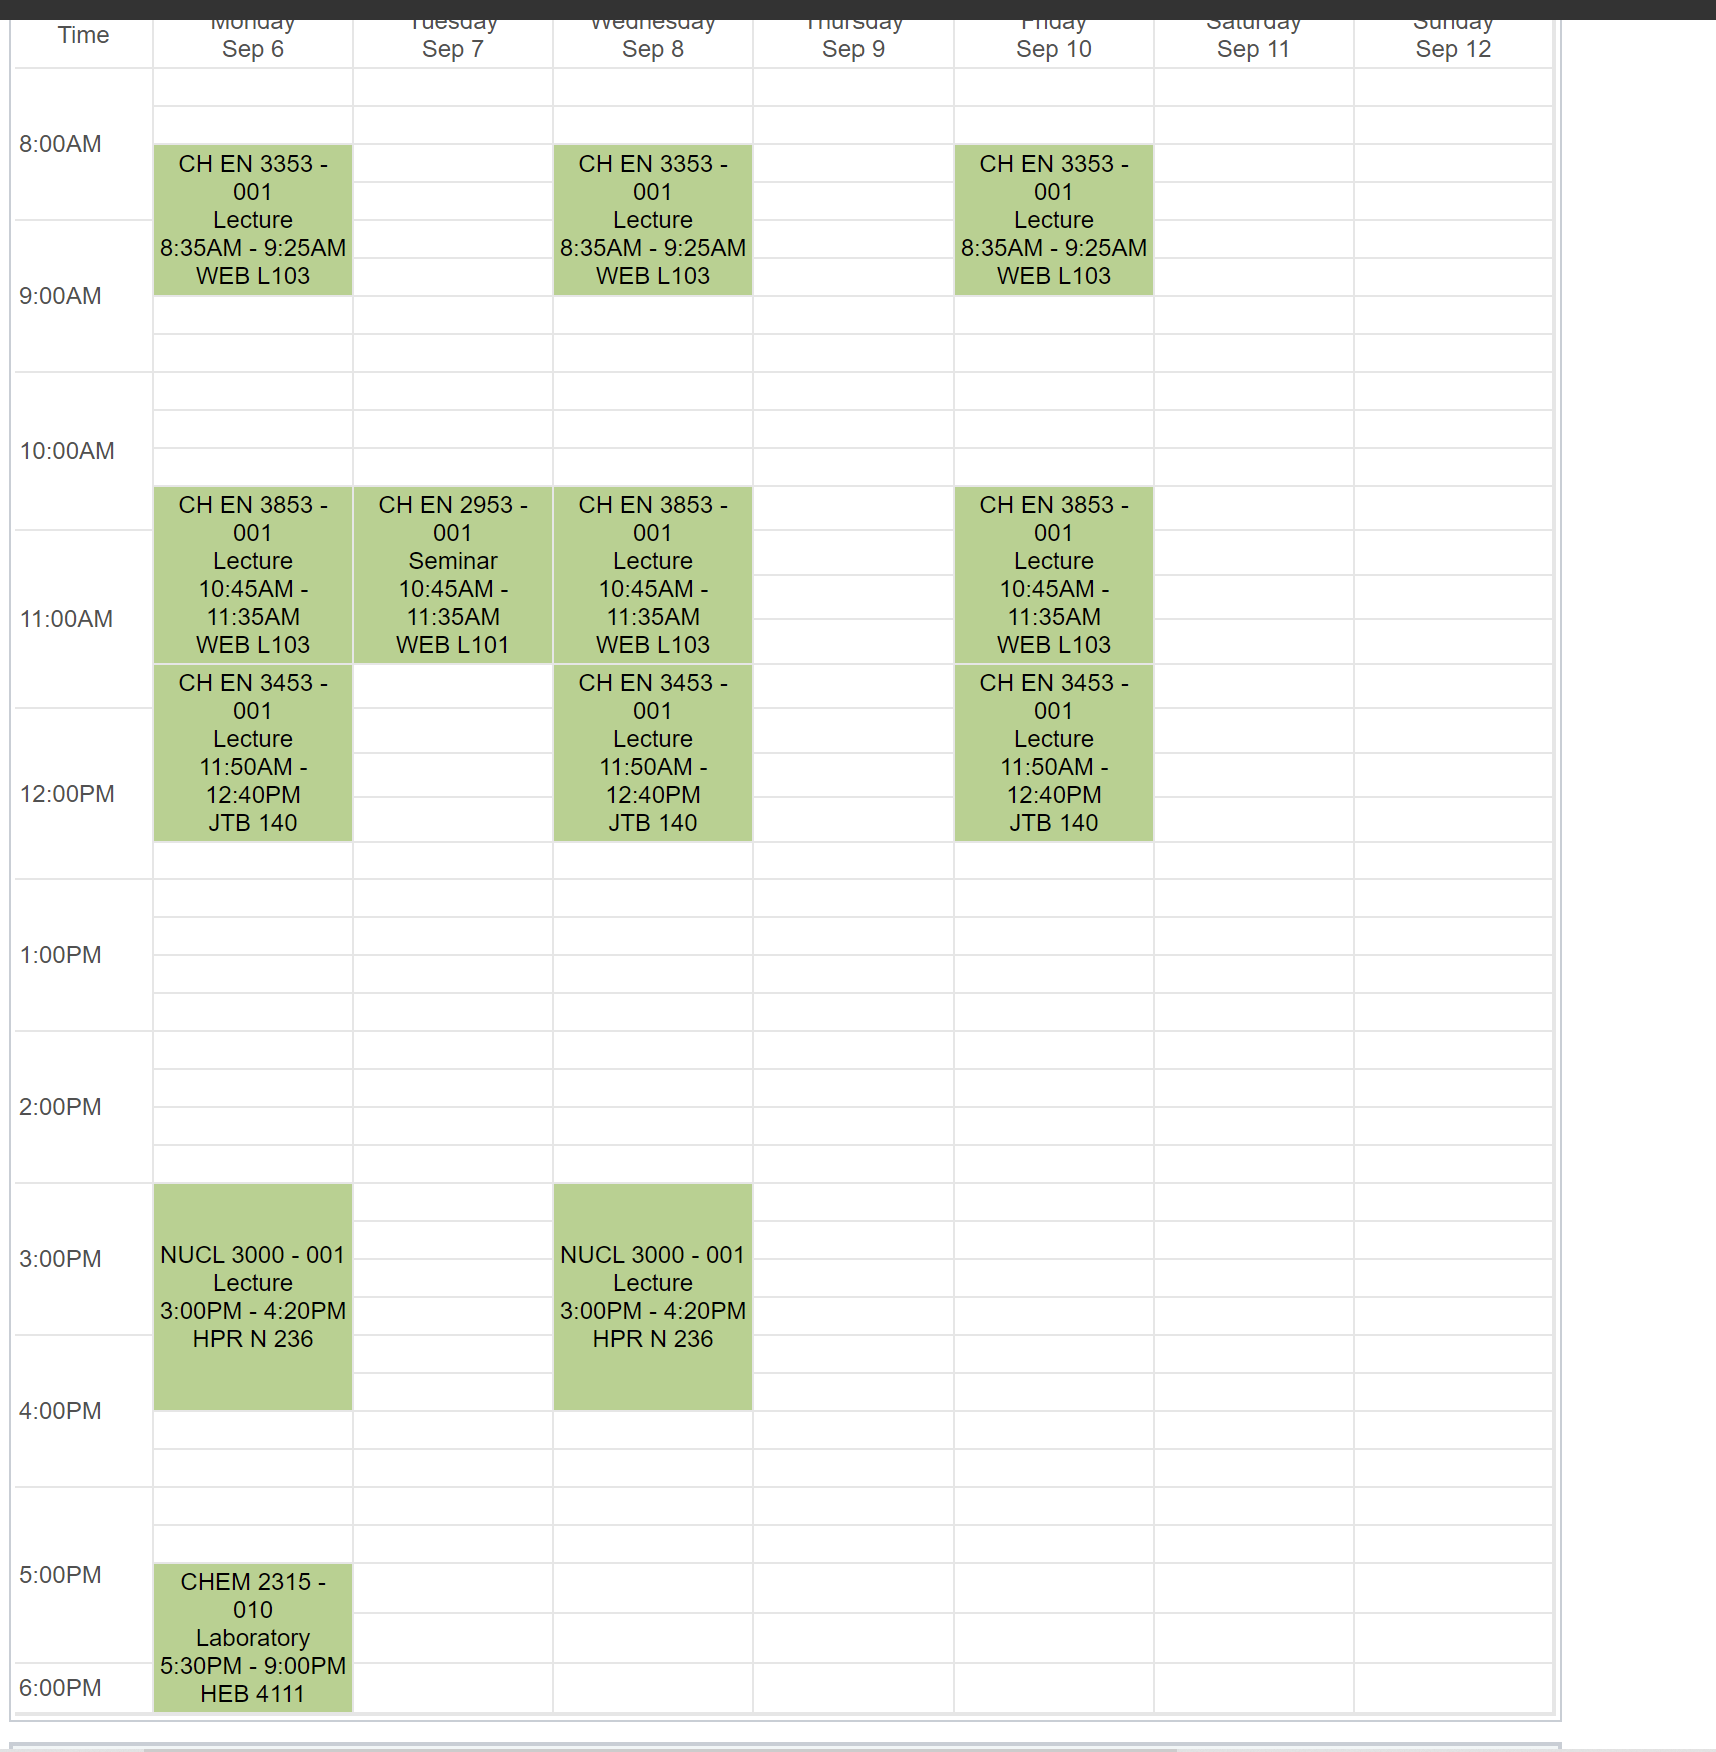 Time
Monday
Sep 6
Tuesday
Sep 7
Wednesday
Sep 8
Thursday
Sep 9
Friday
Sep 10
Saturday
Sep 11
Sunday
Sep 12
8:00AM
CH EN 3353 -
001
Lecture
8:35AM - 9:25AM
WEB L103
CH EN 3353 -
001
Lecture
8:35AM - 9:25AM
WEB L103
CH EN 3353 -
001
Lecture
8:35AM - 9:25AM
WEB L103
9:00AM
10:00AM
CH EN 3853 -
001
Lecture
10:45AM -
11:35AM
WEB L103
CH EN 2953 -
001
Seminar
10:45AM -
11:35AM
WEB L101
CH EN 3853 -
001
Lecture
10:45AM -
11:35AM
WEB L103
CH EN 3853 -
001
Lecture
10:45AM -
11:35AM
WEB L103
11:00AM
CH EN 3453 -
001
Lecture
11:50AM -
12:40PM
JTB 140
CH EN 3453 -
001
Lecture
11:50AM -
12:40PM
JTB 140
CH EN 3453 -
001
Lecture
11:50AM -
12:40PM
JTB 140
12:00PM
1:00PM
2:00PM
3:00PM
NUCL 3000 - 001
Lecture
3:00PM - 4:20PM
HPR N 236
NUCL 3000 - 001
Lecture
3:00PM - 4:20PM
HPR N 236
4:00PM
5:00PM
CHEM 2315 -
010
Laboratory
5:30PM - 9:00PM
HEB 4111
6:00PM